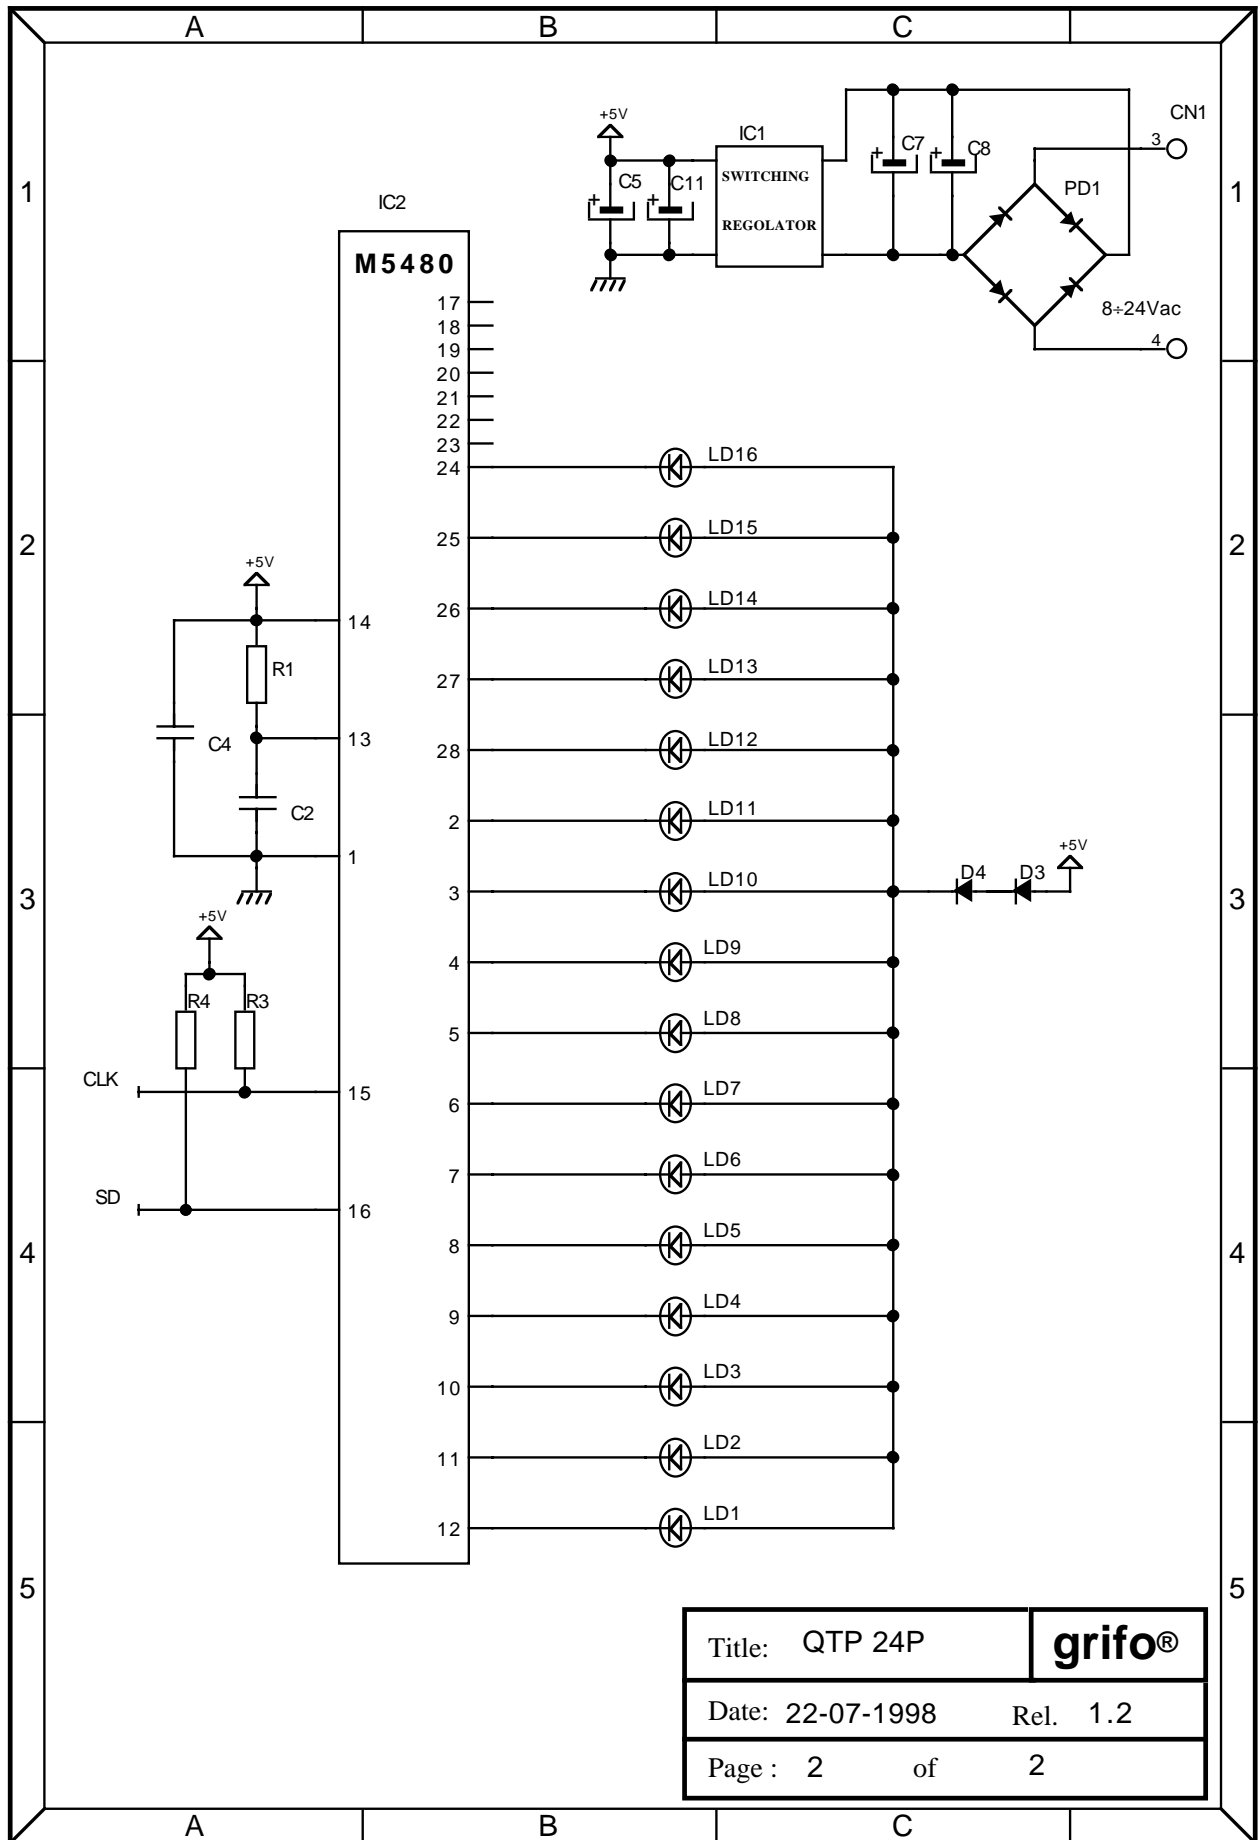 A B C
+5V
IC1
CN1
3
C7
C8
SWITCHING
C5
C11
PD1
1
1
IC2
REGOLATOR
M5480
17
8÷24Vac
18
4
19
20
21
22
23
24
LD16
2
25
LD15
2
+5V
26
LD14
14
R1
27
LD13
C4
13
28
LD12
C2
2
LD11
1
+5V
3
3
LD10
D4
D3
3
+5V
4
LD9
R4
R3
5
LD8
CLK
15
6
LD7
7
LD6
SD
16
4
8
LD5
4
9
LD4
10
LD3
11
LD2
12
LD1
5
5
Title: QTP 24P
grifo®
Date: 22-07-1998 Rel. 1.2
Page : 2 of 2
A B C